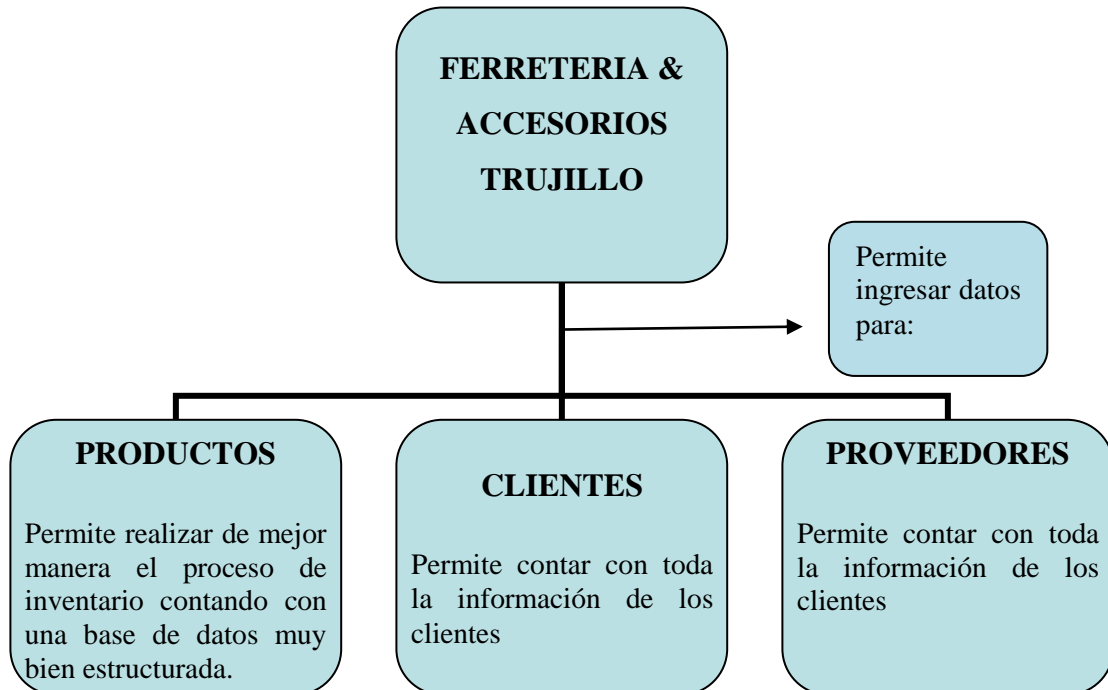 FERRETERIA &
ACCESORIOS
TRUJILLO
Permite
ingresar datos
para:
PRODUCTOS
Permite realizar de mejor
manera el proceso de
inventario contando con
una base de datos muy
bien estructurada.
CLIENTES
Permite contar con toda
la información de los
clientes
PROVEEDORES
Permite contar con toda
la información de los
clientes